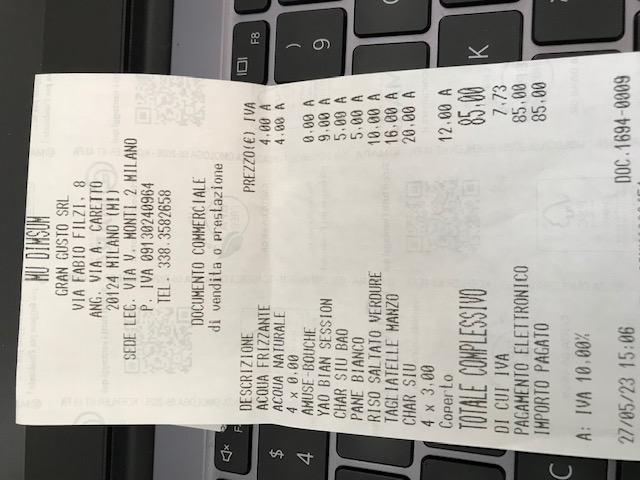 MU DIMSUM
GRAN GUSTO SRL
VIA FABIO FILZI, 8
ANG. VIA A. CARETTO
20124 MILANO (MI)
SEDE LEG. VIA V. MONTI 2 MILANO
P. IVA 09130240964
TEL. 338.3582658
DOCUMENTO COMMERCIALE
di vendita o prestazione
DESCRIZIONE PREZZO(€) IVA
ACQUA FRIZZANTE 4.00 A
ACQUA NATURALE 4.00 A
4 x 0.00
AMUSE-BOUCHE 0.00 A
YAO BIAN SESSION 9.00 A
CHAR SIU BAO 5.00 A
PANE BIANCO 5.00 A
RISO SALTATO VERDURE 10.00 A
TAGLIATELLE MANZO 16.00 A
CHAR SIU 20.00 A
4 x 3.00
Coperto 12.00 A
TOTALE COMPLESSIVO 85.00
DI CUI IVA 7.73
PAGAMENTO ELETTRONICO 85.00
IMPORTO PAGATO 85.00
A: IVA 10.00%
27/05/23 15:06 DOC.1694-0009
F8
)
9
K
$
4
C